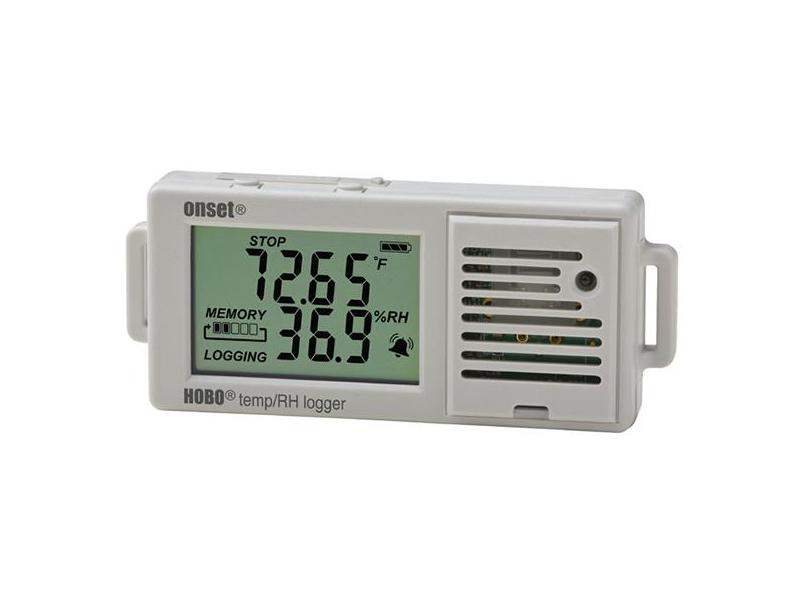 onset®
STOP
72.65 °F
MEMORY
36.9 %RH
LOGGING
HOBO® temp/RH logger